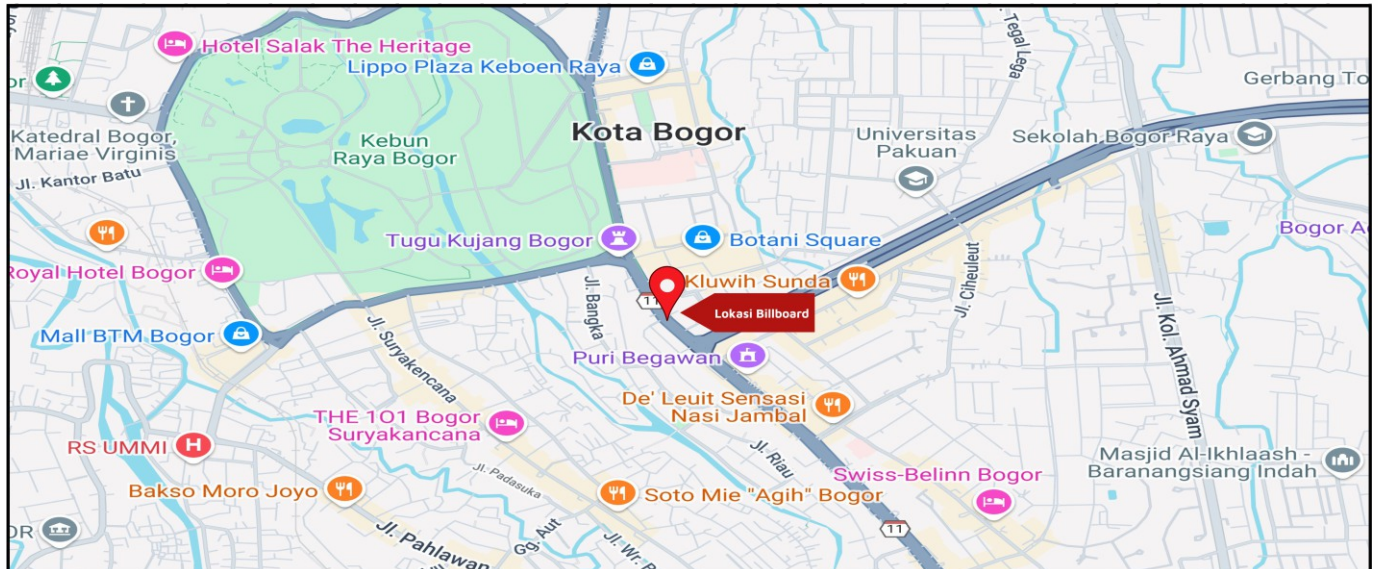 Hotel Salak The Heritage
Lippo Plaza Keboen Raya
Jl. Tegal Lega
Gerbang To
Katedral Bogor,
Mariae Virginis
Kebun
Raya Bogor
Kota Bogor
Universitas
Pakuan
Sekolah Bogor Raya
Jl. Kantor Batu
Tugu Kujang Bogor
Botani Square
Royal Hotel Bogor
Jl. Bangka
Kluwih Sunda
Jl. Ciheuleut
11
Lokasi Billboard
Jl. Kol. Ahmad Syam
Mall BTM Bogor
Jl. Suryakencana
Puri Begawan
De' Leuit Sensasi
Nasi Jambal
THE 1O1 Bogor
Suryakancana
RS UMMI
H
Jl. Riau
Masjid Al-Ikhlaash -
Baranangsiang Indah
Jl. Padasuka
Swiss-Belinn Bogor
Bakso Moro Joyo
Soto Mie "Agih" Bogor
11
Gg. Aut
Jl. Pahlawan